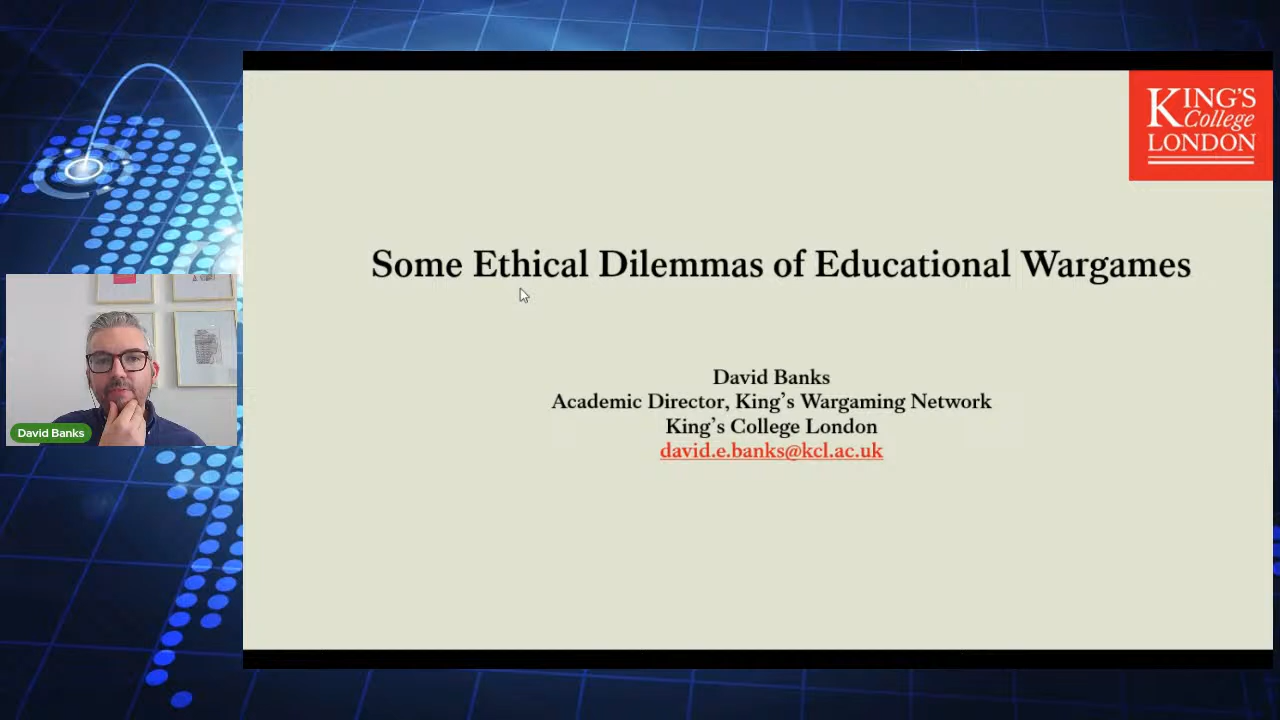 KING'S
College
LONDON
Some Ethical Dilemmas of Educational Wargames
David Banks
Academic Director, King's Wargaming Network
King's College London
david.e.banks@kcl.ac.uk
David Banks